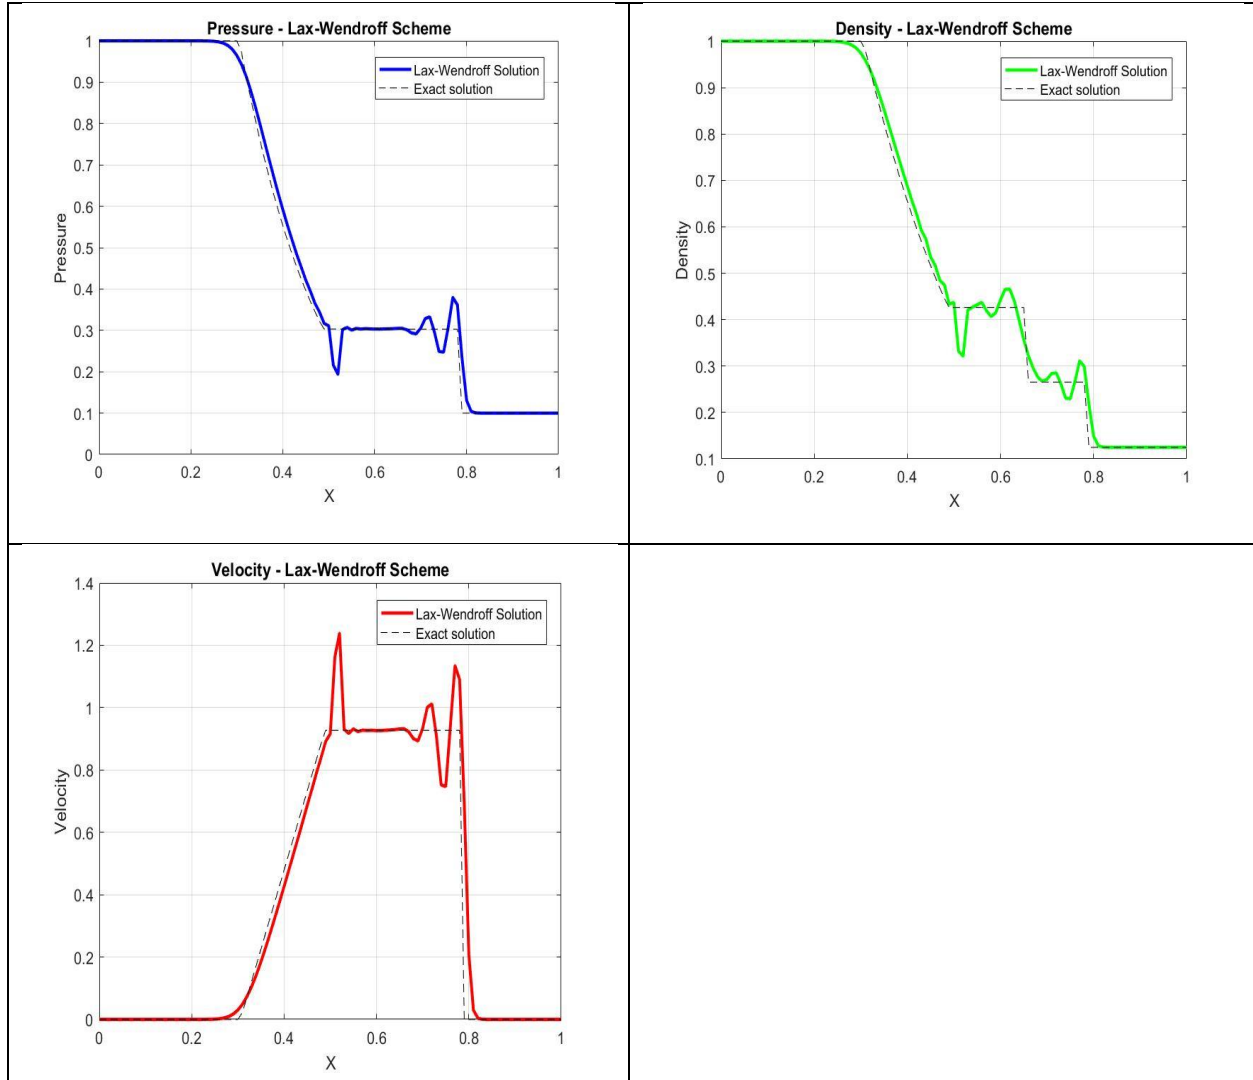 Pressure - Lax-Wendroff Scheme
Lax-Wendroff Solution
Exact solution
1
0.9
0.8
0.7
0.6
0.5
0.4
0.3
0.2
0.1
0
Pressure
0 0.2 0.4 0.6 0.8 1
X
Density - Lax-Wendroff Scheme
Lax-Wendroff Solution
Exact solution
1
0.9
0.8
0.7
0.6
0.5
0.4
0.3
0.2
0.1
Density
0 0.2 0.4 0.6 0.8 1
X
Velocity - Lax-Wendroff Scheme
Lax-Wendroff Solution
Exact solution
1.4
1.2
1
0.8
0.6
0.4
0.2
0
Velocity
0 0.2 0.4 0.6 0.8 1
X